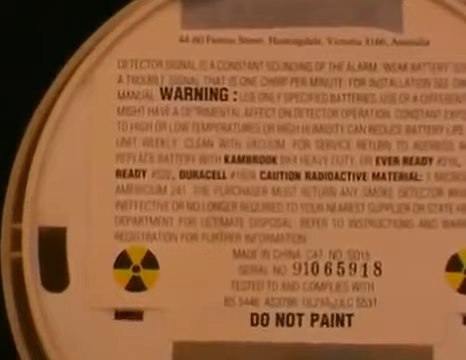 44-60 Fenton Street, Huntingdale, Victoria 3166, Australia
DETECTOR SIGNAL IS A CONSTANT SOUNDING OF THE ALARM. WEAK BATTERY
A TROUBLE SIGNAL THAT IS ONE CHIRP PER MINUTE. FOR INSTALLATION SEE
MANUAL. WARNING : USE ONLY SPECIFIED BATTERIES. USE OF A DIFFERENT
MIGHT HAVE A DETRIMENTAL AFFECT ON DETECTOR OPERATION. CONSTANT
TO HIGH OR LOW TEMPERATURES OR HIGH HUMIDITY CAN REDUCE BATTERY
UNIT WEEKLY. CLEAN WITH VACUUM. FOR SERVICE RETURN TO ADDRESS
REPLACE BATTERY WITH KAMBROOK HEAVY DUTY, OR EVER READY
READY DURACELL CAUTION RADIOACTIVE MATERIAL: 1
AMERICIUM 241. THE PURCHASER MUST RETURN ANY SMOKE DETECTOR
INEFFECTIVE OR NO LONGER REQUIRED TO YOUR NEAREST SUPPLIER OR STATE
DEPARTMENT FOR ULTIMATE DISPOSAL. REFER TO INSTRUCTIONS AND
REGISTRATION FOR FURTHER INFORMATION.
MADE IN CHINA CAT. NO. SD15
SERIAL NO. 91065918
TESTED TO AND COMPLIES WITH
BS 5446 AS3786 UL217
DO NOT PAINT